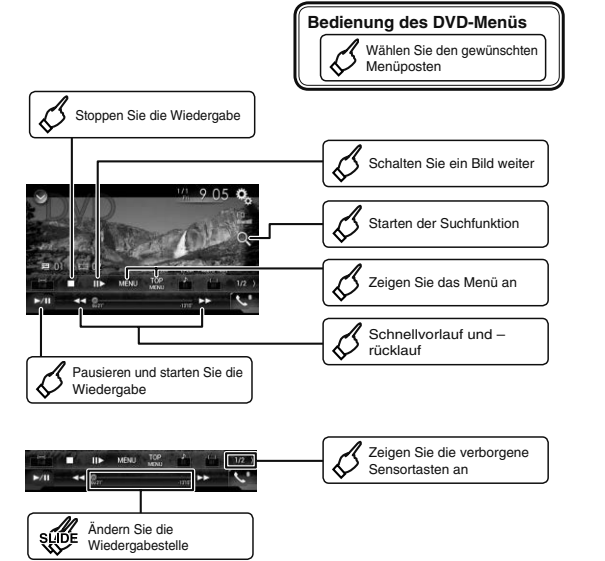 Bedienung des DVD-Menüs
Wählen Sie den gewünschten
Menüposten
Stoppen Sie die Wiedergabe
Schalten Sie ein Bild weiter
DVD
1/1
9 05
Starten der Suchfunktion
MENU
TOP
MENU
1/2
Zeigen Sie das Menü an
Schnellvorlauf und –
rücklauf
Pausieren und starten Sie die
Wiedergabe
MENU
TOP
MENU
1/2
Zeigen Sie die verborgene
Sensortasten an
SLIDE
Ändern Sie die
Wiedergabestelle